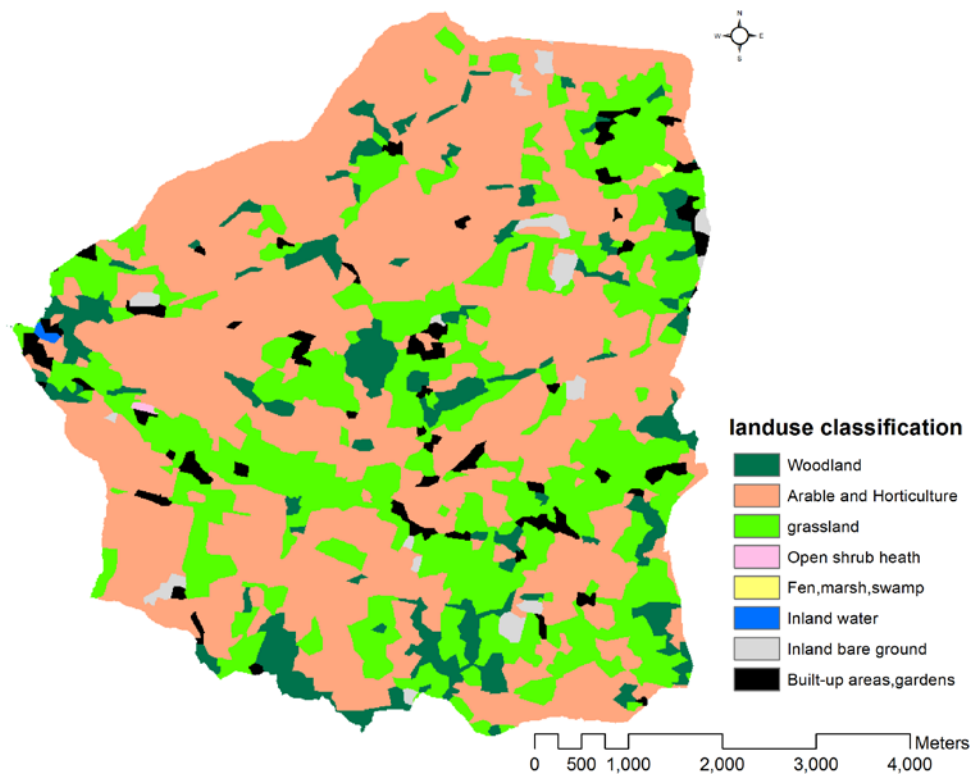 N
W E
S
landuse classification
Woodland
Arable and Horticulture
grassland
Open shrub heath
Fen,marsh,swamp
Inland water
Inland bare ground
Built-up areas,gardens
Meters
0 500 1,000 2,000 3,000 4,000